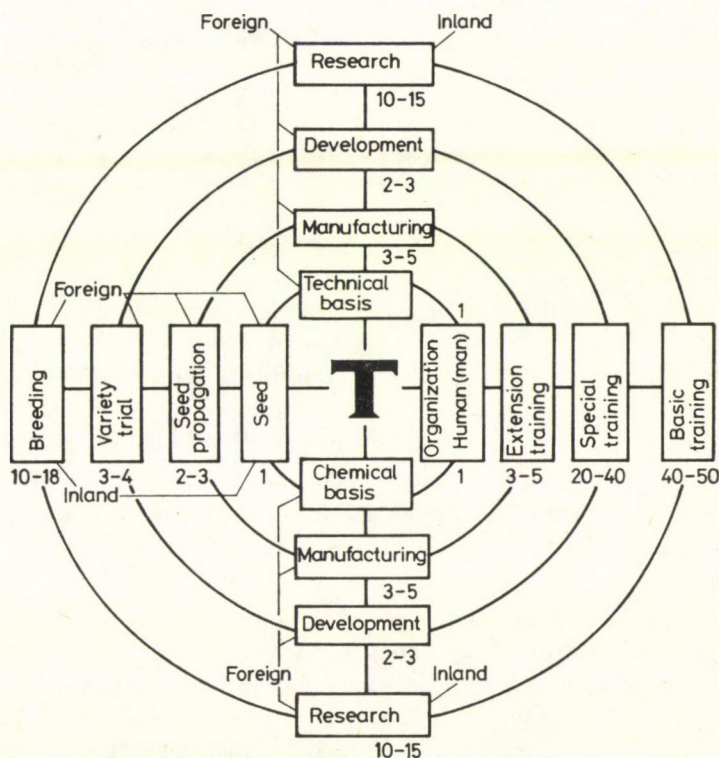 Foreign
Inland
Research
10-15
Development
2-3
Manufacturing
3-5
Technical
basis
Foreign
1
Breeding
10-18
Variety
trial
3-4
Seed
propagation
2-3
Seed
1
T
Organization
Human (man)
1
Extension
training
3-5
Special
training
20-40
Basic
training
40-50
Inland
Chemical
basis
Manufacturing
3-5
Development
2-3
Foreign
Inland
Research
10-15